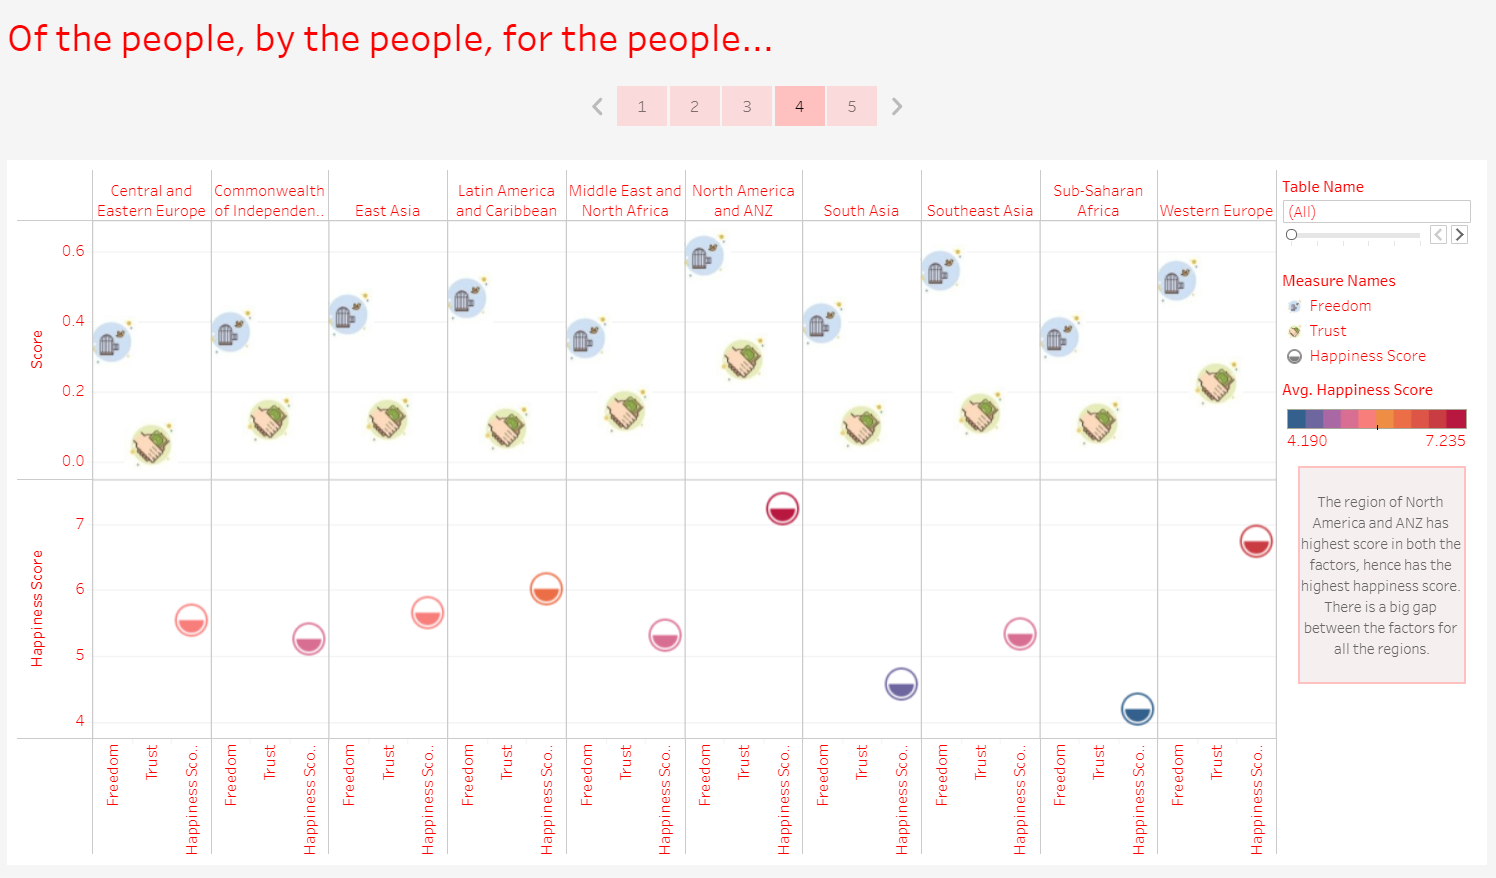 Of the people, by the people, for the people...
1 2 3 4 5
Central and Eastern Europe
Commonwealth of Independen..
East Asia
Latin America and Caribbean
Middle East and North Africa
North America and ANZ
South Asia
Southeast Asia
Sub-Saharan Africa
Western Europe
Score
0.6
0.4
0.2
0.0
Happiness Score
7
6
5
4
Freedom Trust Happiness Sco..
Freedom Trust Happiness Sco..
Freedom Trust Happiness Sco..
Freedom Trust Happiness Sco..
Freedom Trust Happiness Sco..
Freedom Trust Happiness Sco..
Freedom Trust Happiness Sco..
Freedom Trust Happiness Sco..
Freedom Trust Happiness Sco..
Freedom Trust Happiness Sco..
Table Name
(All)
Measure Names
Freedom
Trust
Happiness Score
Avg. Happiness Score
4.190 7.235
The region of North
America and ANZ has
highest score in both the
factors, hence has the
highest happiness score.
There is a big gap
between the factors for
all the regions.